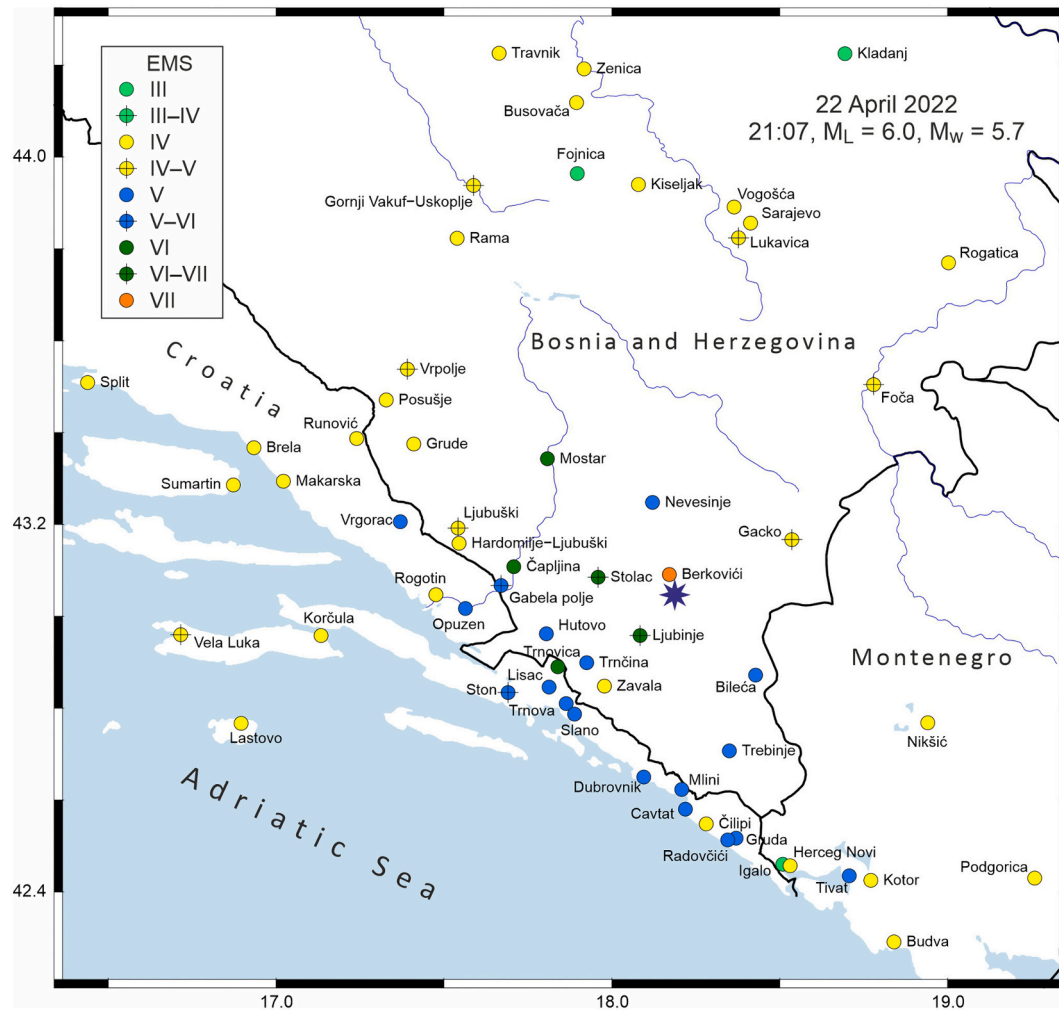 EMS
III
III–IV
IV
IV–V
V
V–VI
VI
VI–VII
VII
22 April 2022
21:07, ML = 6.0, MW = 5.7
Travnik
Zenica
Kladanj
Busovača
Fojnica
Kiseljak
Gornji Vakuf–Uskoplje
Vogošća
Sarajevo
Rama
Lukavica
Rogatica
Bosnia and Herzegovina
Croatia
Vrpolje
Split
Posušje
Foča
Runović
Brela
Grude
Mostar
Sumartin
Makarska
Nevesinje
Vrgorac
Ljubuški
Hardomilje–Ljubuški
Gacko
Čapljina
Stolac
Berkovići
Rogotin
Gabela polje
Opuzen
Korčula
Hutovo
Vela Luka
Ljubinje
Trnovica
Trnčina
Montenegro
Lisac
Zavala
Bileća
Ston
Trnova
Slano
Lastovo
Nikšić
Trebinje
Adriatic Sea
Dubrovnik
Mlini
Cavtat
Čilipi
Gruda
Radovčići
Herceg Novi
Igalo
Tivat
Kotor
Podgorica
Budva
44.0
43.2
42.4
17.0
18.0
19.0